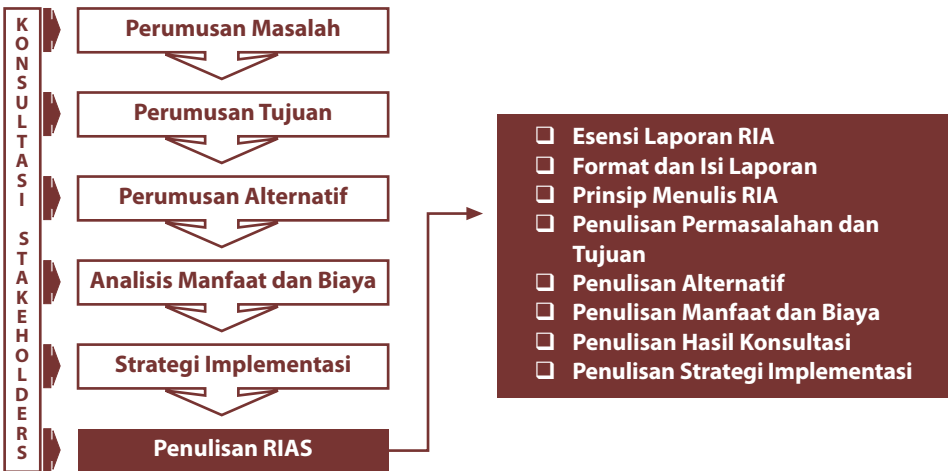 KONSULTASI STAKEHOLDERS
Perumusan Masalah
Perumusan Tujuan
Perumusan Alternatif
Analisis Manfaat dan Biaya
Strategi Implementasi
Penulisan RIAS
❑ Esensi Laporan RIA
❑ Format dan Isi Laporan
❑ Prinsip Menulis RIA
❑ Penulisan Permasalahan dan
Tujuan
❑ Penulisan Alternatif
❑ Penulisan Manfaat dan Biaya
❑ Penulisan Hasil Konsultasi
❑ Penulisan Strategi Implementasi